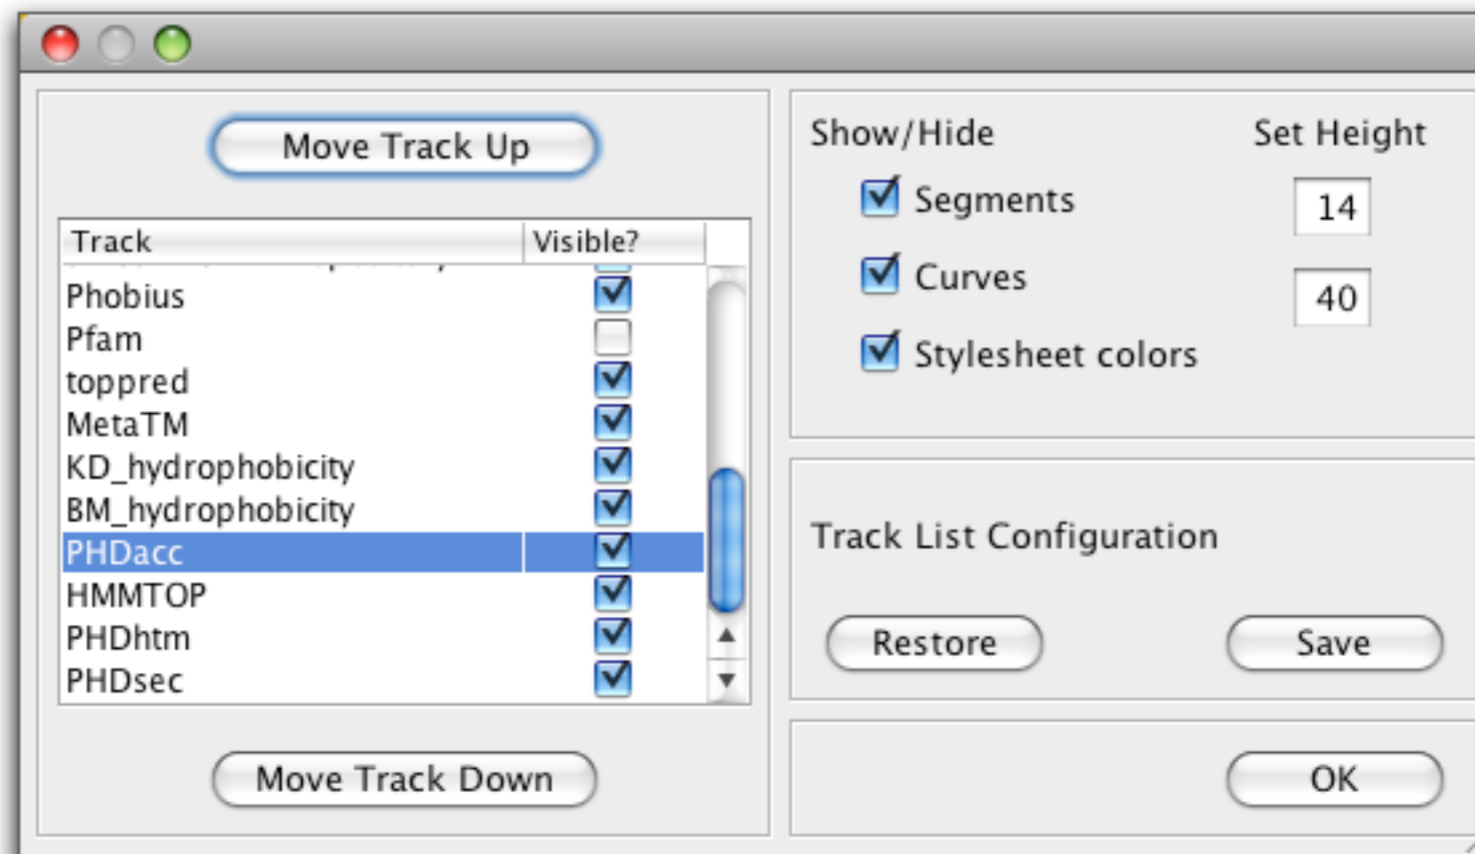 Move Track Up
Track Visible?
Phobius
Pfam
toppred
MetaTM
KD_hydrophobicity
BM_hydrophobicity
PHDacc
HMMTOP
PHDhtm
PHDsec
Move Track Down
Show/Hide Set Height
Segments 14
Curves 40
Stylesheet colors
Track List Configuration
Restore Save
OK